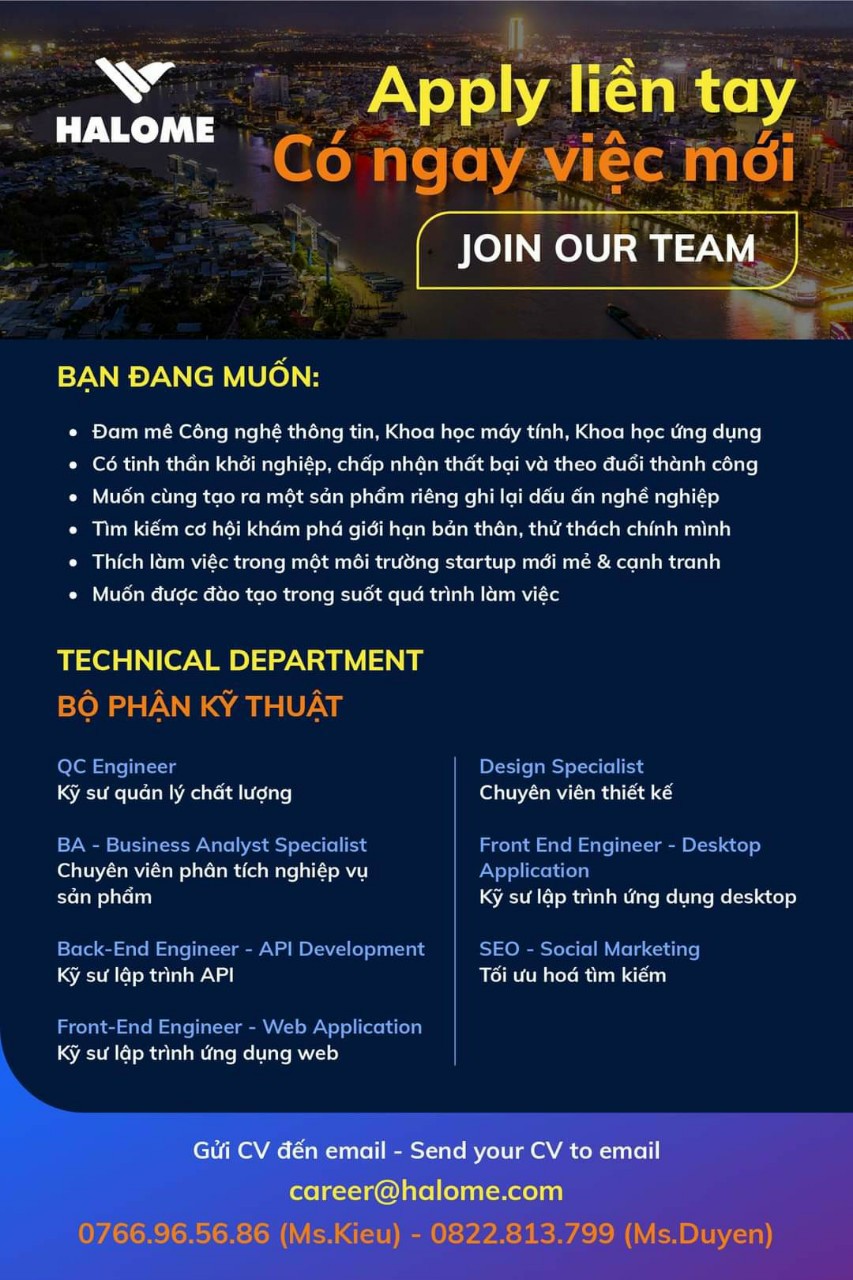 HALOME
Apply liền tay
Có ngay việc mới
JOIN OUR TEAM
BẠN ĐANG MUỐN:
• Đam mê Công nghệ thông tin, Khoa học máy tính, Khoa học ứng dụng
• Có tinh thần khởi nghiệp, chấp nhận thất bại và theo đuổi thành công
• Muốn cùng tạo ra một sản phẩm riêng ghi lại dấu ấn nghề nghiệp
• Tìm kiếm cơ hội khám phá giới hạn bản thân, thử thách chính mình
• Thích làm việc trong một môi trường startup mới mẻ & cạnh tranh
• Muốn được đào tạo trong suốt quá trình làm việc
TECHNICAL DEPARTMENT
BỘ PHẬN KỸ THUẬT
QC Engineer
Kỹ sư quản lý chất lượng
BA - Business Analyst Specialist
Chuyên viên phân tích nghiệp vụ
sản phẩm
Back-End Engineer - API Development
Kỹ sư lập trình API
Front-End Engineer - Web Application
Kỹ sư lập trình ứng dụng web
Design Specialist
Chuyên viên thiết kế
Front End Engineer - Desktop
Application
Kỹ sư lập trình ứng dụng desktop
SEO - Social Marketing
Tối ưu hoá tìm kiếm
Gửi CV đến email - Send your CV to email
career@halome.com
0766.96.56.86 (Ms.Kieu) - 0822.813.799 (Ms.Duyen)